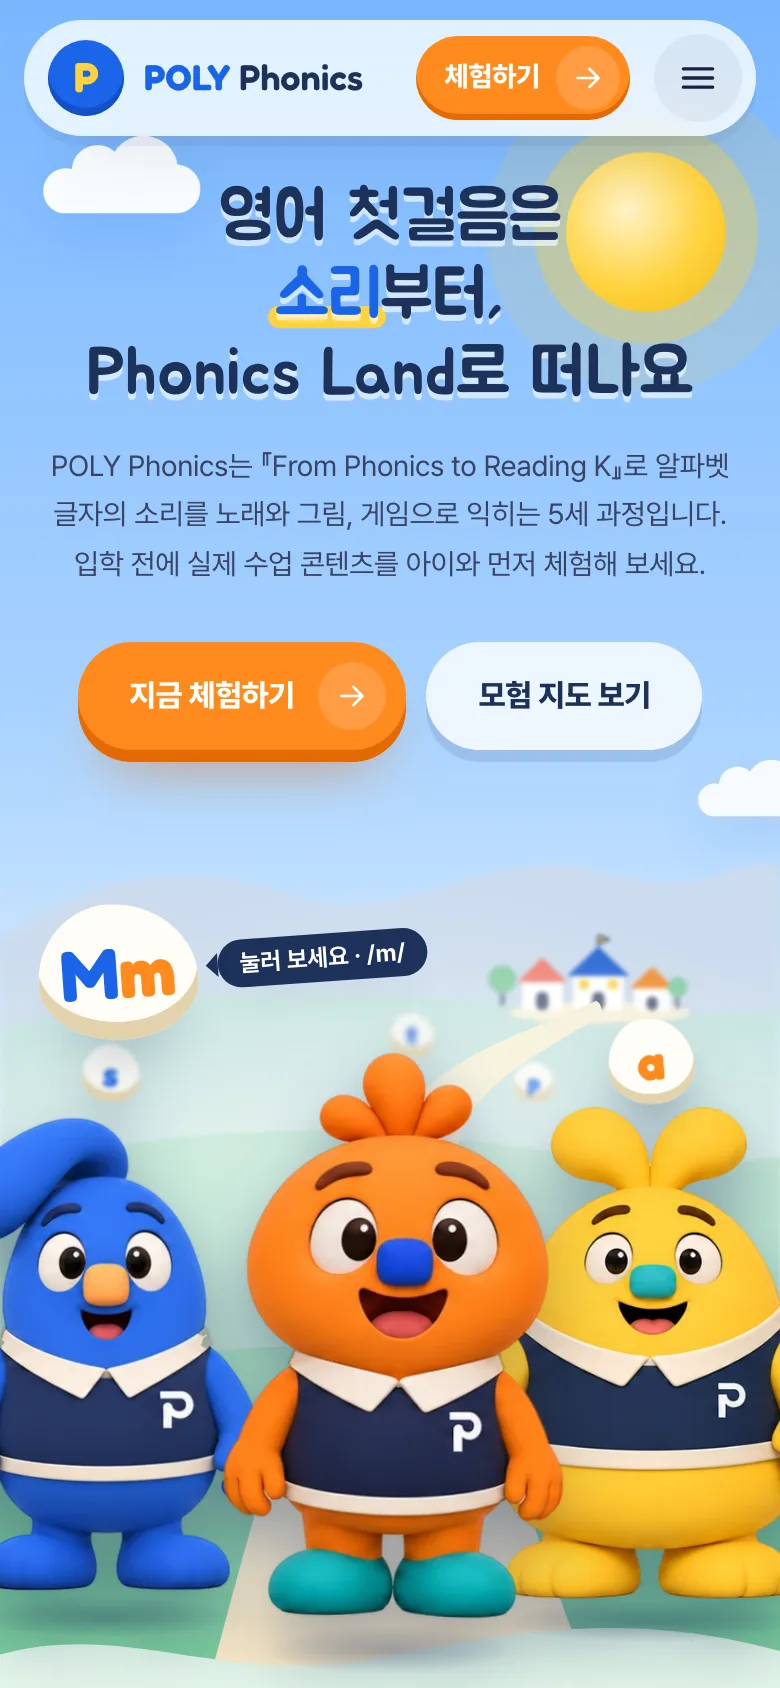 P POLY Phonics 체험하기
영어 첫걸음은
소리부터,
Phonics Land로 떠나요
POLY Phonics는 『From Phonics to Reading K』로 알파벳
글자의 소리를 노래와 그림, 게임으로 익히는 5세 과정입니다.
입학 전에 실제 수업 콘텐츠를 아이와 먼저 체험해 보세요.
지금 체험하기
모험 지도 보기
Mm
눌러 보세요 · /m/
s
t
p
a
P
P
P